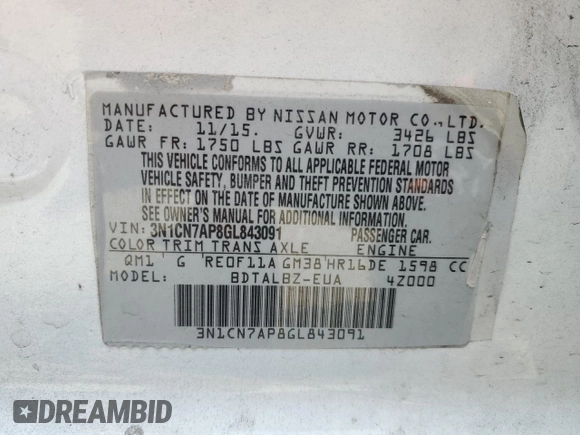 MANUFACTURED BY NISSAN MOTOR CO., LTD.
DATE: 11/15. GVWR: 3426 LBS
GAWR FR: 1750 LBS GAWR RR: 1708 LBS
THIS VEHICLE CONFORMS TO ALL APPLICABLE FEDERAL MOTOR
VEHICLE SAFETY, BUMPER AND THEFT PREVENTION STANDARDS
IN EFFECT ON THE DATE OF MANUFACTURE SHOWN ABOVE.
SEE OWNER'S MANUAL FOR ADDITIONAL INFORMATION.
VIN: 3N1CN7AP8GL843091 PASSENGER CAR.
COLOR TRIM TRANS AXLE ENGINE
QM1 G RE0F11A GM38 HR16DE 1598 CC
MODEL: BDTALBZ-EUA 4Z000
3N1CN7AP8GL843091
DREAMBID